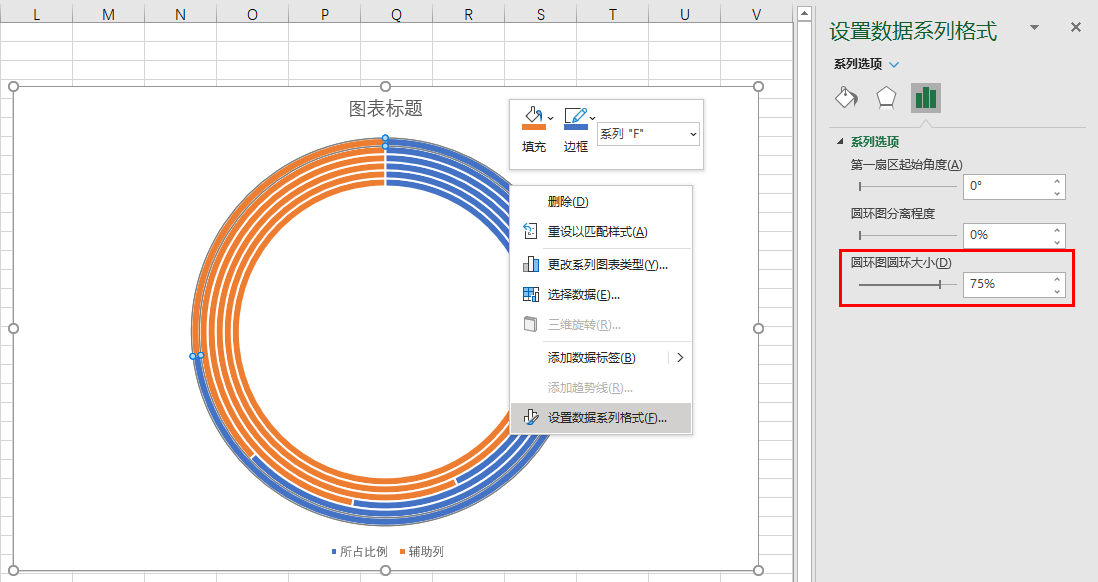 L M N O P Q R S T U V
图表标题
填充 边框 系列 "F"
删除(D)
重设以匹配样式(A)
更改系列图表类型(Y)...
选择数据(E)...
三维旋转(R)...
添加数据标签(B)
添加趋势线(R)...
设置数据系列格式(F)...
所占比例 辅助列
设置数据系列格式
系列选项
系列选项
第一扇区起始角度(A)
0°
圆环图分离程度
0%
圆环图圆环大小(D)
75%